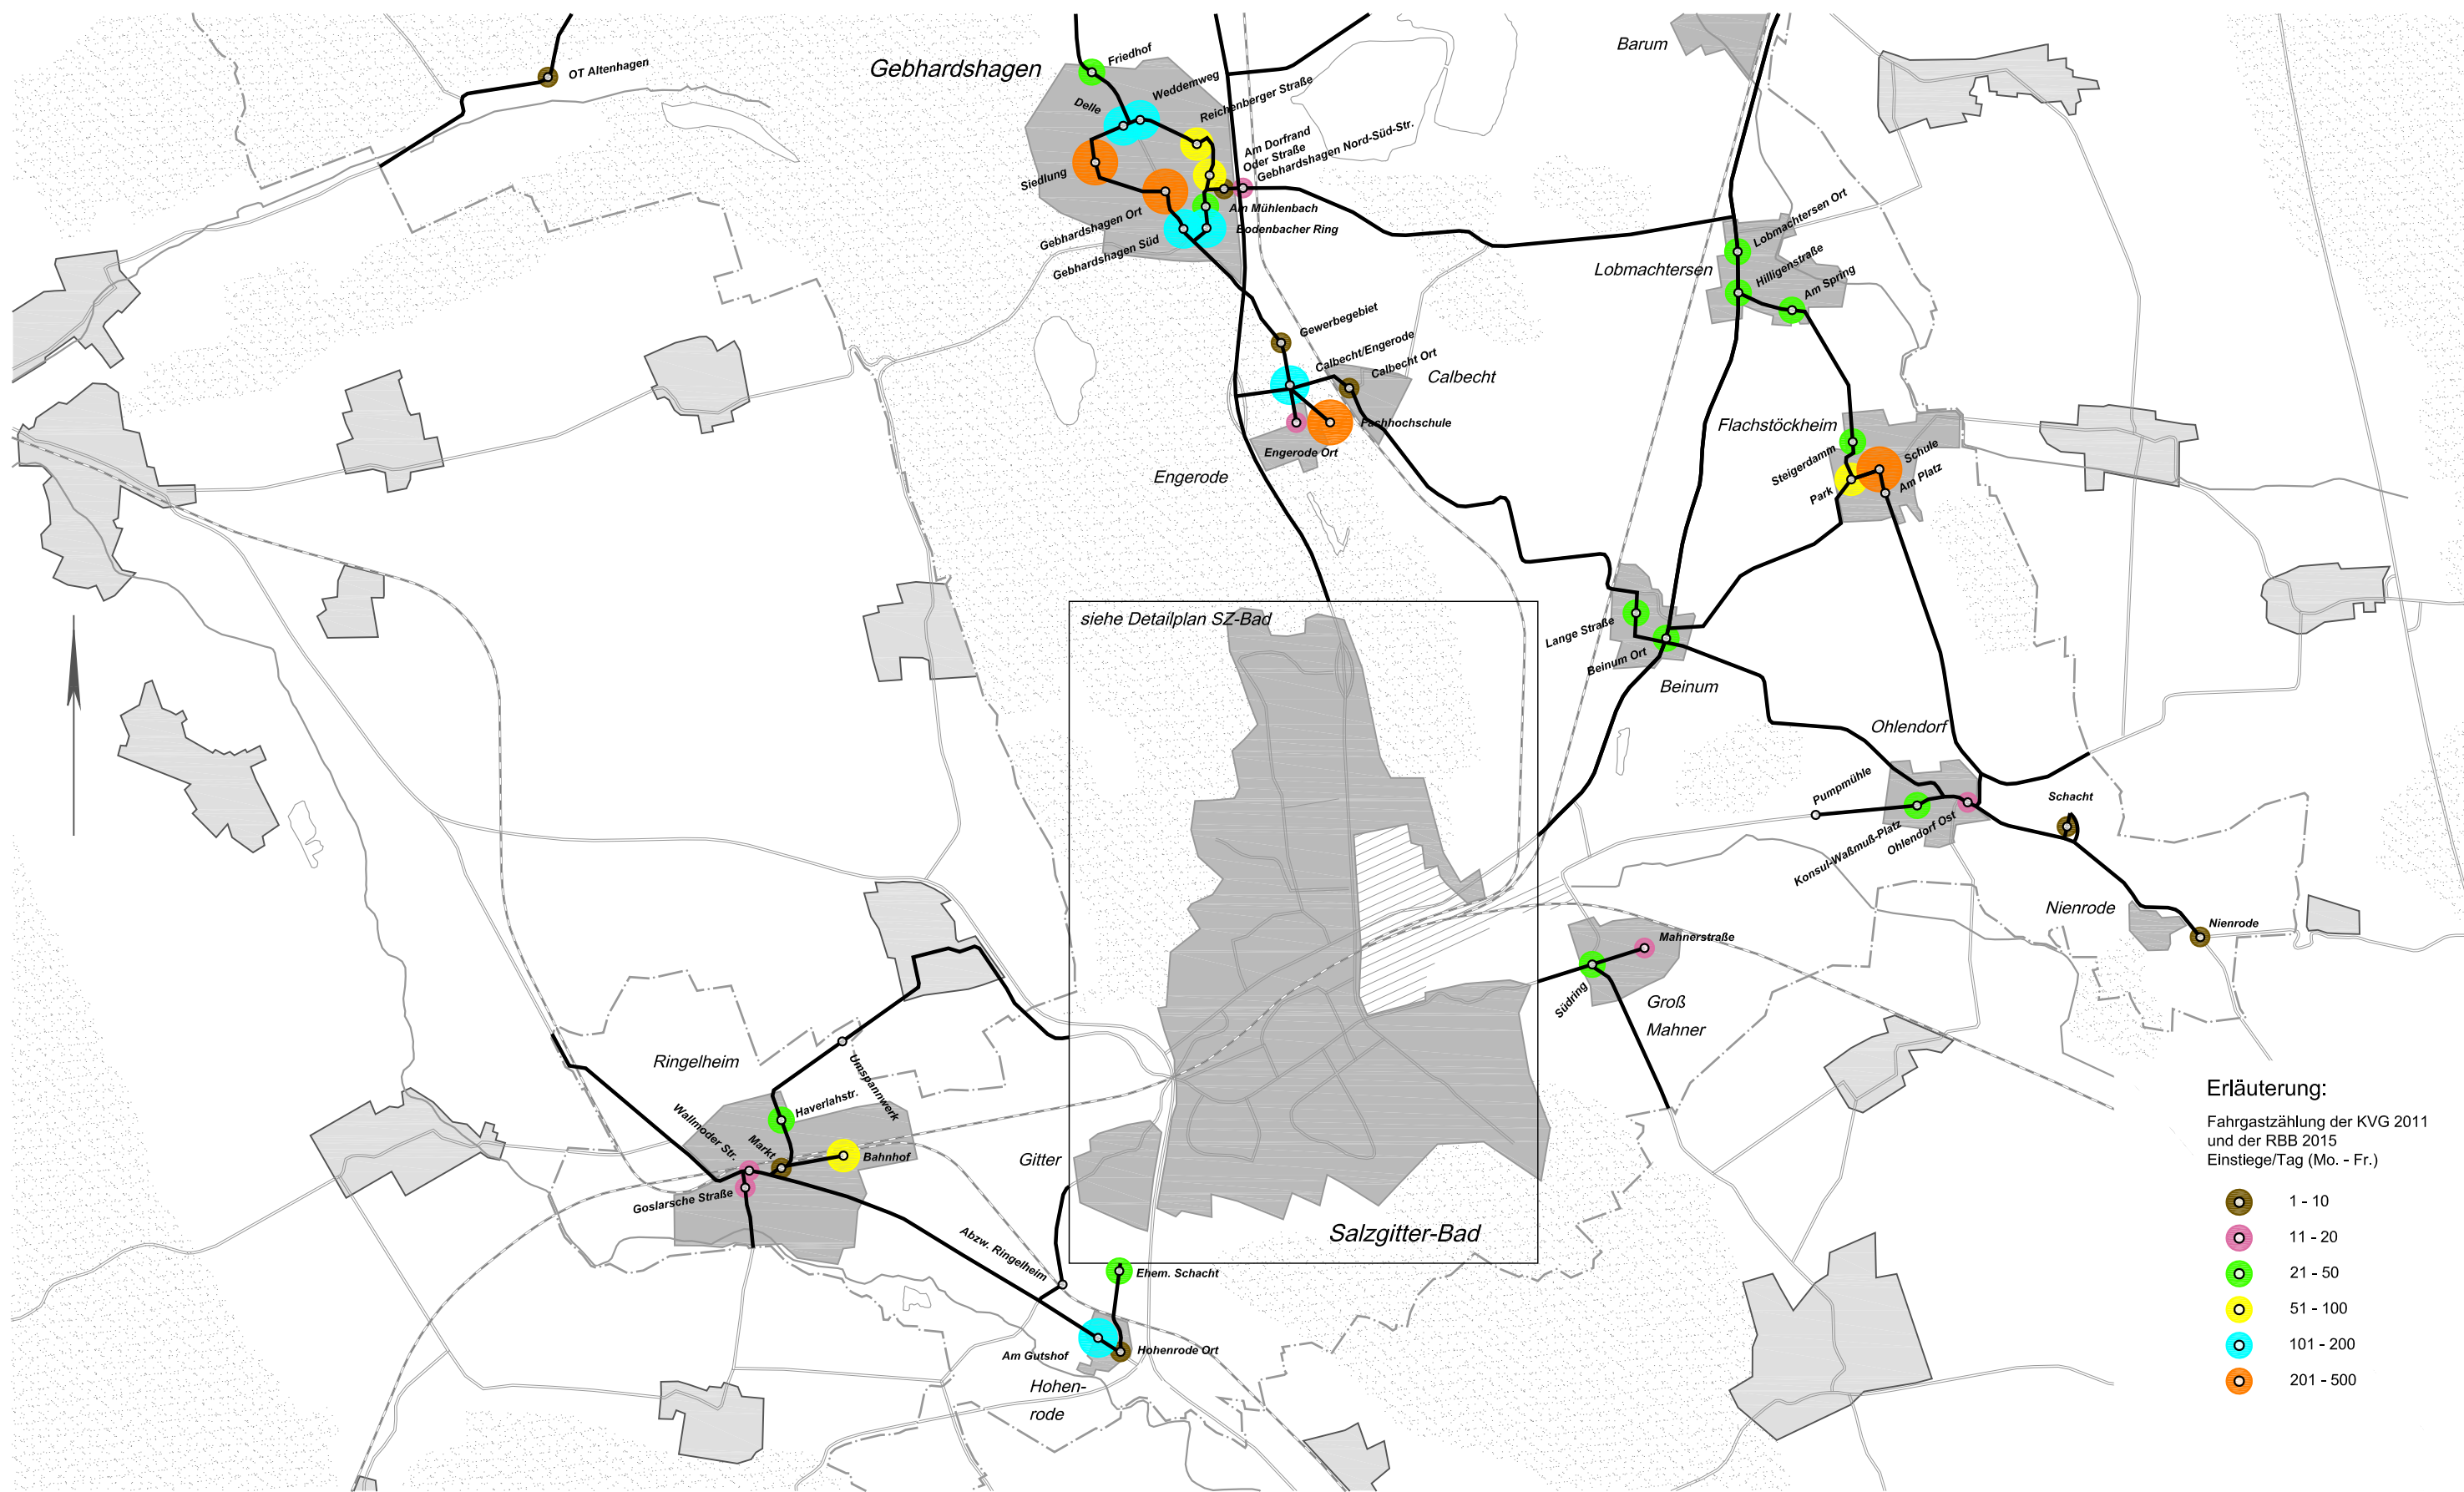 Barum
Gebhardshagen
Friedhof
OT Altenhagen
Weddemweg
Delle
Reichenberger Straße
Am Dorfrand
Oder Straße
Gebhardshagen Nord-Süd-Str.
Siedlung
Am Mühlenbach
Gebhardshagen Ort
Bodenbacher Ring
Gebhardshagen Süd
Lobmachtersen Ort
Lobmachtersen
Hilligenstraße
Am Spring
Gewerbegebiet
Calbecht/Engerode
Calbecht Ort
Calbecht
Fachhochschule
Engerode Ort
Engerode
Flachstöckheim
Steigerdamm
Schule
Park
Am Platz
siehe Detailplan SZ-Bad
Lange Straße
Beinum Ort
Beinum
Ohlendorf
Pumpmühle
Schacht
Konsul-Waßmuß-Platz
Ohlendorf Ost
Nienrode
Nienrode
Mahnerstraße
Südring
Groß
Mahner
Ringelheim
Umspannwerk
Haverlahstr.
Wallmoder Str.
Markt
Bahnhof
Goslarsche Straße
Gitter
Abzw. Ringelheim
Salzgitter-Bad
Ehem. Schacht
Am Gutshof
Hohenrode Ort
Hohen-
rode
Erläuterung:
Fahrgastzählung der KVG 2011
und der RBB 2015
Einstiege/Tag (Mo. - Fr.)
1 - 10
11 - 20
21 - 50
51 - 100
101 - 200
201 - 500